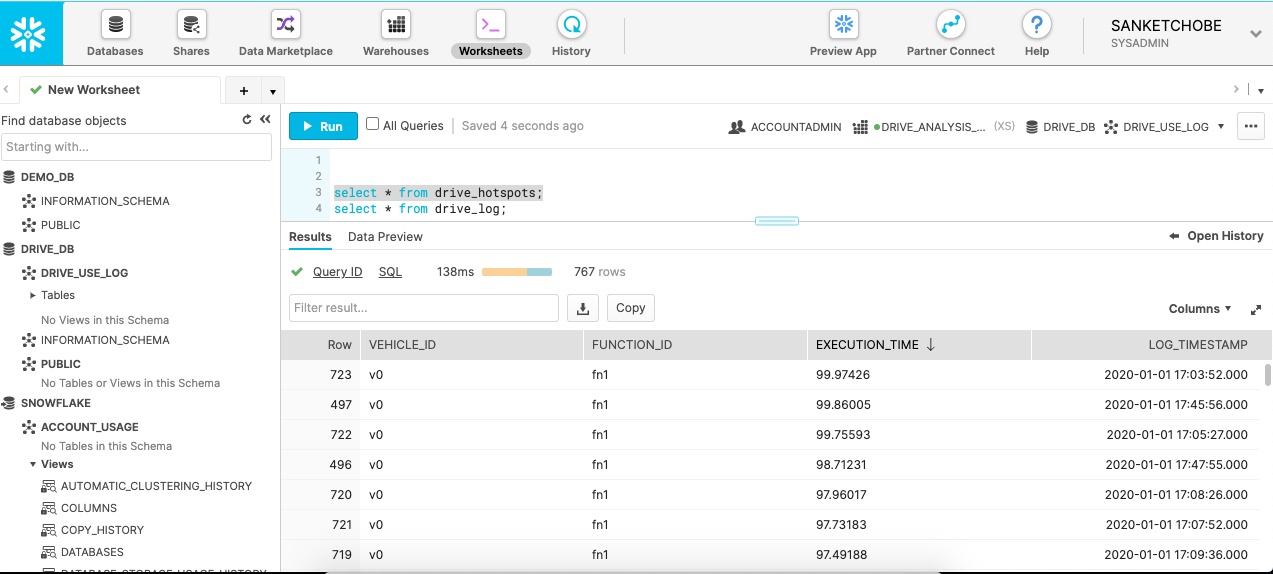 Databases Shares Data Marketplace Warehouses Worksheets History Preview App Partner Connect Help
SANKETCHOBE
SYSADMIN
New Worksheet
Find database objects
Starting with...
DEMO_DB
INFORMATION_SCHEMA
PUBLIC
DRIVE_DB
DRIVE_USE_LOG
Tables
No Views in this Schema
INFORMATION_SCHEMA
PUBLIC
No Tables or Views in this Schema
SNOWFLAKE
ACCOUNT_USAGE
No Tables in this Schema
Views
AUTOMATIC_CLUSTERING_HISTORY
COLUMNS
COPY_HISTORY
DATABASES
DATABASE_STORAGE_USAGE_HISTORY
Run All Queries Saved 4 seconds ago ACCOUNTADMIN DRIVE_ANALYSIS_... (XS) DRIVE_DB DRIVE_USE_LOG
1
2
3 select * from drive_hotspots;
4 select * from drive_log;
Results Data Preview Open History
Query ID SQL 138ms 767 rows
Filter result... Copy Columns
Row VEHICLE_ID FUNCTION_ID EXECUTION_TIME LOG_TIMESTAMP
723 v0 fn1 99.97426 2020-01-01 17:03:52.000
497 v0 fn1 99.86005 2020-01-01 17:45:56.000
722 v0 fn1 99.75593 2020-01-01 17:05:27.000
496 v0 fn1 98.71231 2020-01-01 17:47:55.000
720 v0 fn1 97.96017 2020-01-01 17:08:26.000
721 v0 fn1 97.73183 2020-01-01 17:07:52.000
719 v0 fn1 97.49188 2020-01-01 17:09:36.000